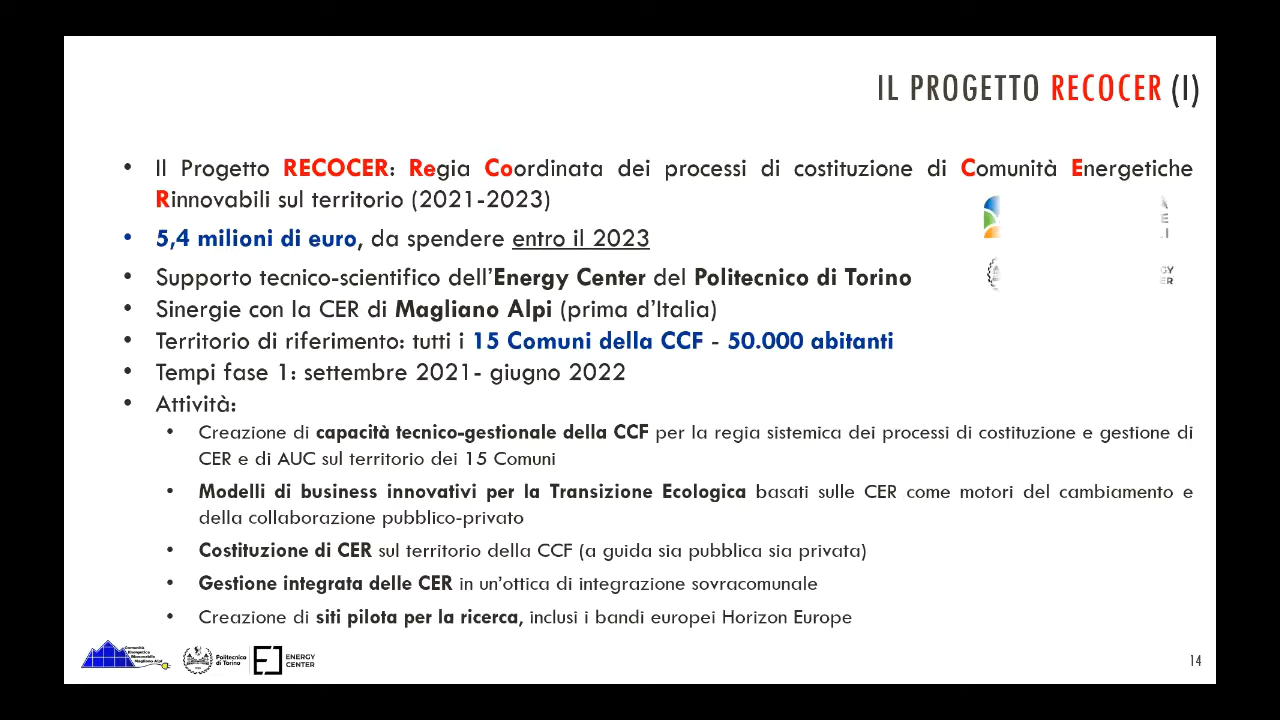 IL PROGETTO RECOCER (I)
• Il Progetto RECOCER: Regia Coordinata dei processi di costituzione di Comunità Energetiche
Rinnovabili sul territorio (2021-2023)
• 5,4 milioni di euro, da spendere entro il 2023
• Supporto tecnico-scientifico dell'Energy Center del Politecnico di Torino
• Sinergie con la CER di Magliano Alpi (prima d'Italia)
• Territorio di riferimento: tutti i 15 Comuni della CCF - 50.000 abitanti
• Tempi fase 1: settembre 2021- giugno 2022
• Attività:
• Creazione di capacità tecnico-gestionale della CCF per la regia sistemica dei processi di costituzione e gestione di
CER e di AUC sul territorio dei 15 Comuni
• Modelli di business innovativi per la Transizione Ecologica basati sulle CER come motori del cambiamento e
della collaborazione pubblico-privato
• Costituzione di CER sul territorio della CCF (a guida sia pubblica sia privata)
• Gestione integrata delle CER in un'ottica di integrazione sovracomunale
• Creazione di siti pilota per la ricerca, inclusi i bandi europei Horizon Europe
Comunità
Energetica
Rinnovabile
Magliano Alpi
Politecnico
di Torino
ENERGY
CENTER
14